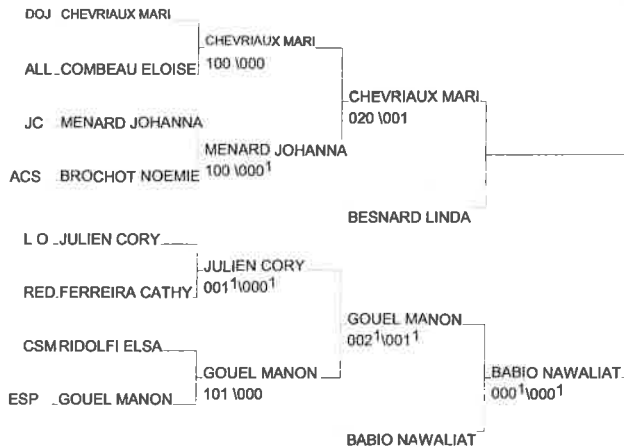 DOJ CHEVRIAUX MARI
CHEVRIAUX MARI
100 \000
ALL COMBEAU ELOISE
CHEVRIAUX MARI
020 \001
JC MENARD JOHANNA
MENARD JOHANNA
100 \000¹
ACS BROCHOT NOEMIE
BESNARD LINDA
L O JULIEN CORY
JULIEN CORY
001¹\000¹
RED. FERREIRA CATHY
GOUEL MANON
002¹\001¹
CSM RIDOLFI ELSA
GOUEL MANON
101 \000
BABIO NAWALIAT
000¹\000¹
ESP GOUEL MANON
BABIO NAWALIAT